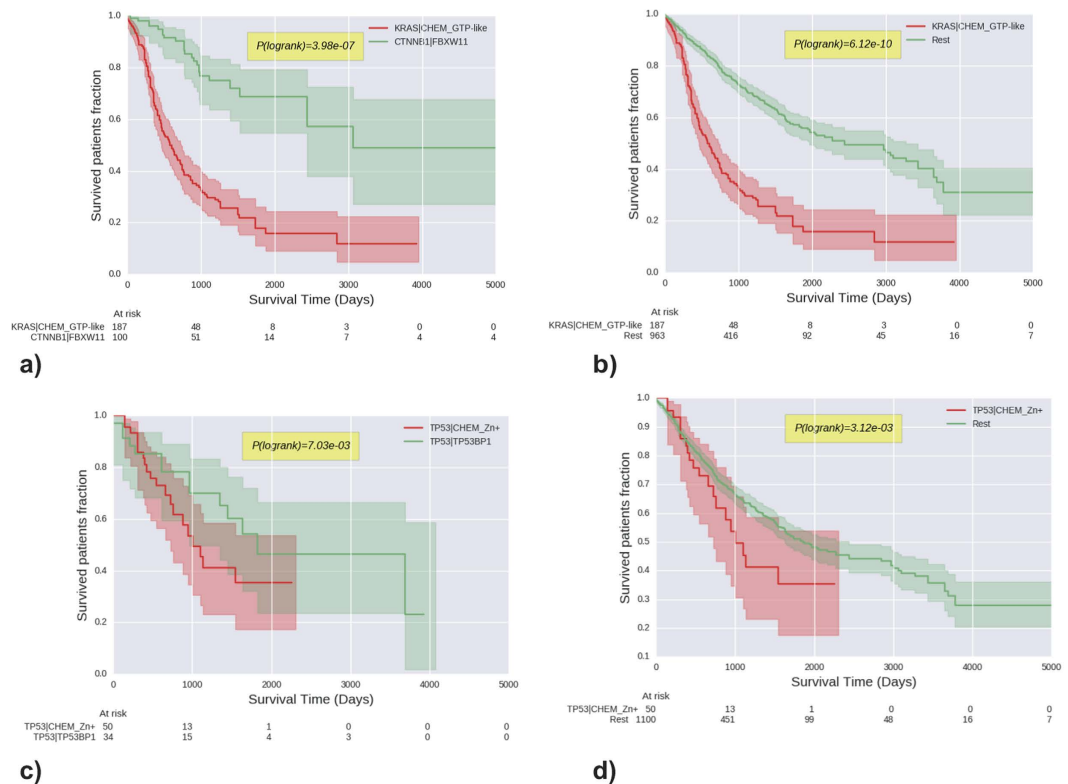 KRAS|CHEM_GTP-like
CTNNB1|FBXW11
P(logrank)=3.98e-07
Survived patients fraction
1.0
0.8
0.6
0.4
0.2
0.0
0 1000 2000 3000 4000 5000
Survival Time (Days)
At risk
KRAS|CHEM_GTP-like 187 48 8 3 0 0
CTNNB1|FBXW11 100 51 14 7 4 4
a)
KRAS|CHEM_GTP-like
Rest
P(logrank)=6.12e-10
Survived patients fraction
1.0
0.8
0.6
0.4
0.2
0.0
0 1000 2000 3000 4000 5000
Survival Time (Days)
At risk
KRAS|CHEM_GTP-like 187 48 8 3 0 0
Rest 963 416 92 45 16 7
b)
TP53|CHEM_Zn+
TP53|TP53BP1
P(logrank)=7.03e-03
Survived patients fraction
1.0
0.8
0.6
0.4
0.2
0.0
0 1000 2000 3000 4000 5000
Survival Time (Days)
At risk
TP53|CHEM_Zn+ 50 13 1 0 0 0
TP53|TP53BP1 34 15 4 3 0 0
c)
TP53|CHEM_Zn+
Rest
P(logrank)=3.12e-03
Survived patients fraction
1.0
0.9
0.8
0.7
0.6
0.5
0.4
0.3
0.2
0.1
0 1000 2000 3000 4000 5000
Survival Time (Days)
At risk
TP53|CHEM_Zn+ 50 13 1 0 0 0
Rest 1100 451 99 48 16 7
d)